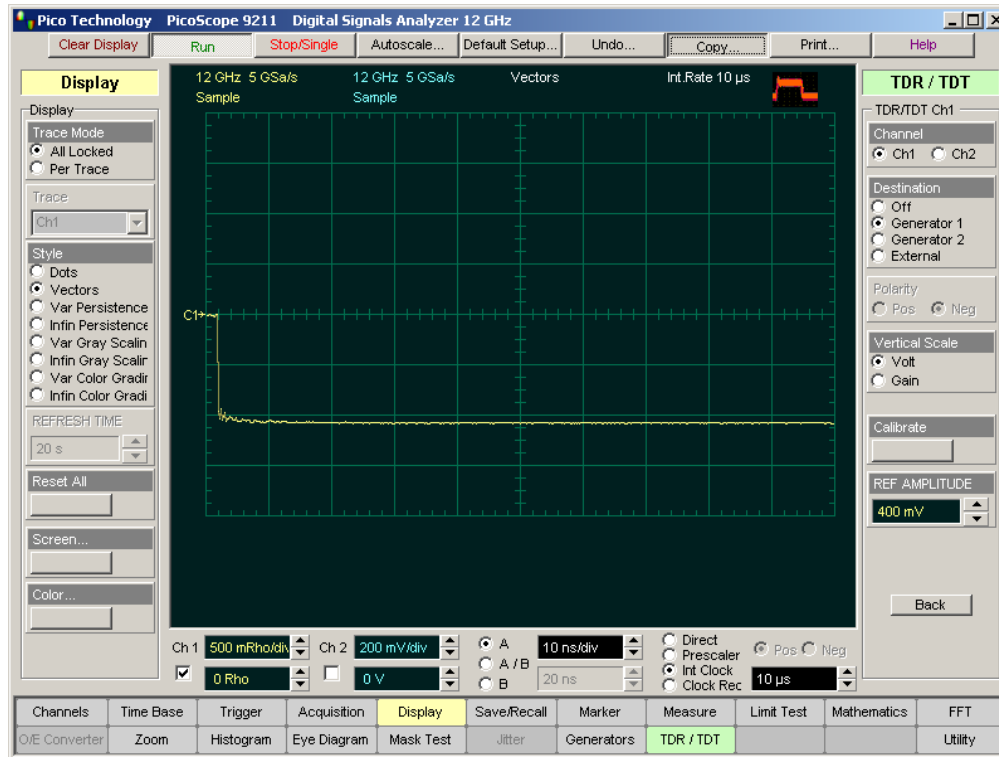 Pico Technology PicoScope 9211 Digital Signals Analyzer 12 GHz
Clear Display Run Stop/Single Autoscale... Default Setup... Undo... Copy... Print... Help
Display
Display
Trace Mode
All Locked
Per Trace
Trace
Ch1
Style
Dots
Vectors
Var Persistence
Infin Persistence
Var Gray Scalin
Infin Gray Scalir
Var Color Gradir
Infin Color Gradi
REFRESH TIME
20 s
Reset All
Screen...
Color...
12 GHz 5 GSa/s 12 GHz 5 GSa/s Vectors Int.Rate 10 µs
Sample Sample
C1
TDR / TDT
TDR/TDT Ch1
Channel
Ch1 Ch2
Destination
Off
Generator 1
Generator 2
External
Polarity
Pos Neg
Vertical Scale
Volt
Gain
Calibrate
REF AMPLITUDE
400 mV
Back
Ch 1 500 mRho/div Ch 2 200 mV/div A 10 ns/div Direct Pos Neg
A / B Prescaler
0 Rho 0 V B 20 ns Int Clock 10 µs
Clock Rec
Channels Time Base Trigger Acquisition Display Save/Recall Marker Measure Limit Test Mathematics FFT
O/E Converter Zoom Histogram Eye Diagram Mask Test Jitter Generators TDR / TDT Utility